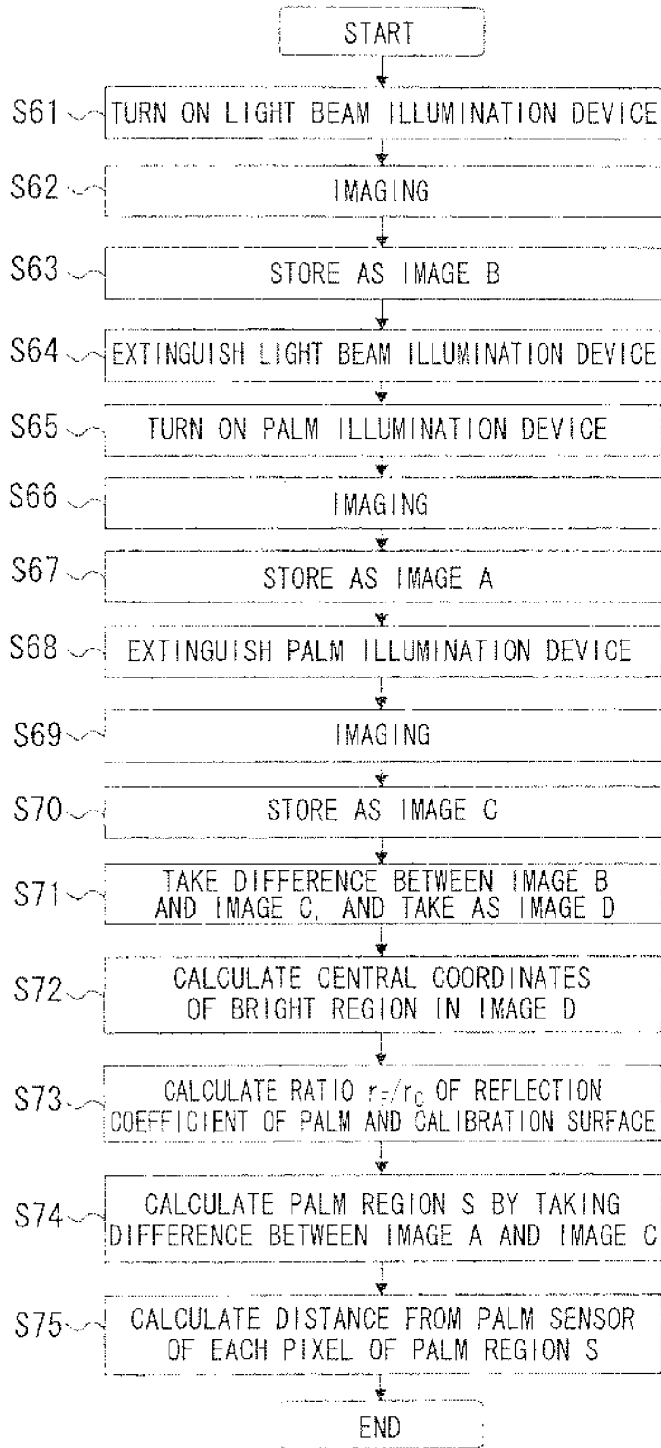 START
S61 TURN ON LIGHT BEAM ILLUMINATION DEVICE
S62 IMAGING
S63 STORE AS IMAGE B
S64 EXTINGUISH LIGHT BEAM ILLUMINATION DEVICE
S65 TURN ON PALM ILLUMINATION DEVICE
S66 IMAGING
S67 STORE AS IMAGE A
S68 EXTINGUISH PALM ILLUMINATION DEVICE
S69 IMAGING
S70 STORE AS IMAGE C
S71 TAKE DIFFERENCE BETWEEN IMAGE B
AND IMAGE C, AND TAKE AS IMAGE D
S72 CALCULATE CENTRAL COORDINATES
OF BRIGHT REGION IN IMAGE D
S73 CALCULATE RATIO OF REFLECTION
COEFFICIENT OF PALM AND CALIBRATION SURFACE
S74 CALCULATE PALM REGION S BY TAKING
DIFFERENCE BETWEEN IMAGE A AND IMAGE C
S75 CALCULATE DISTANCE FROM PALM SENSOR
OF EACH PIXEL OF PALM REGION S
END